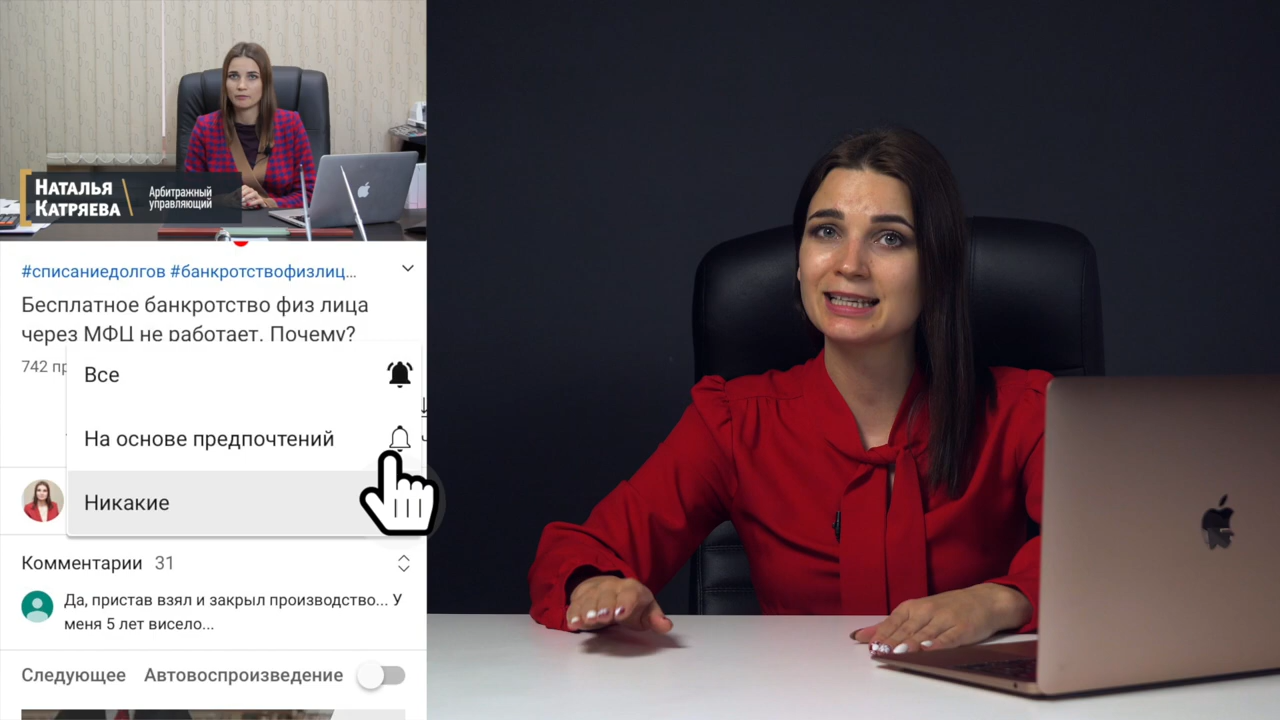 НАТАЛЬЯ
КАТРЯЕВА
Арбитражный
управляющий
#списаниедолгов #банкротствофизлиц...
Бесплатное банкротство физ лица
через МФЦ не работает. Почему?
742 пр
Все
На основе предпочтений
Никакие
Комментарии 31
Да, пристав взял и закрыл производство... У
меня 5 лет висело...
Следующее Автовоспроизведение